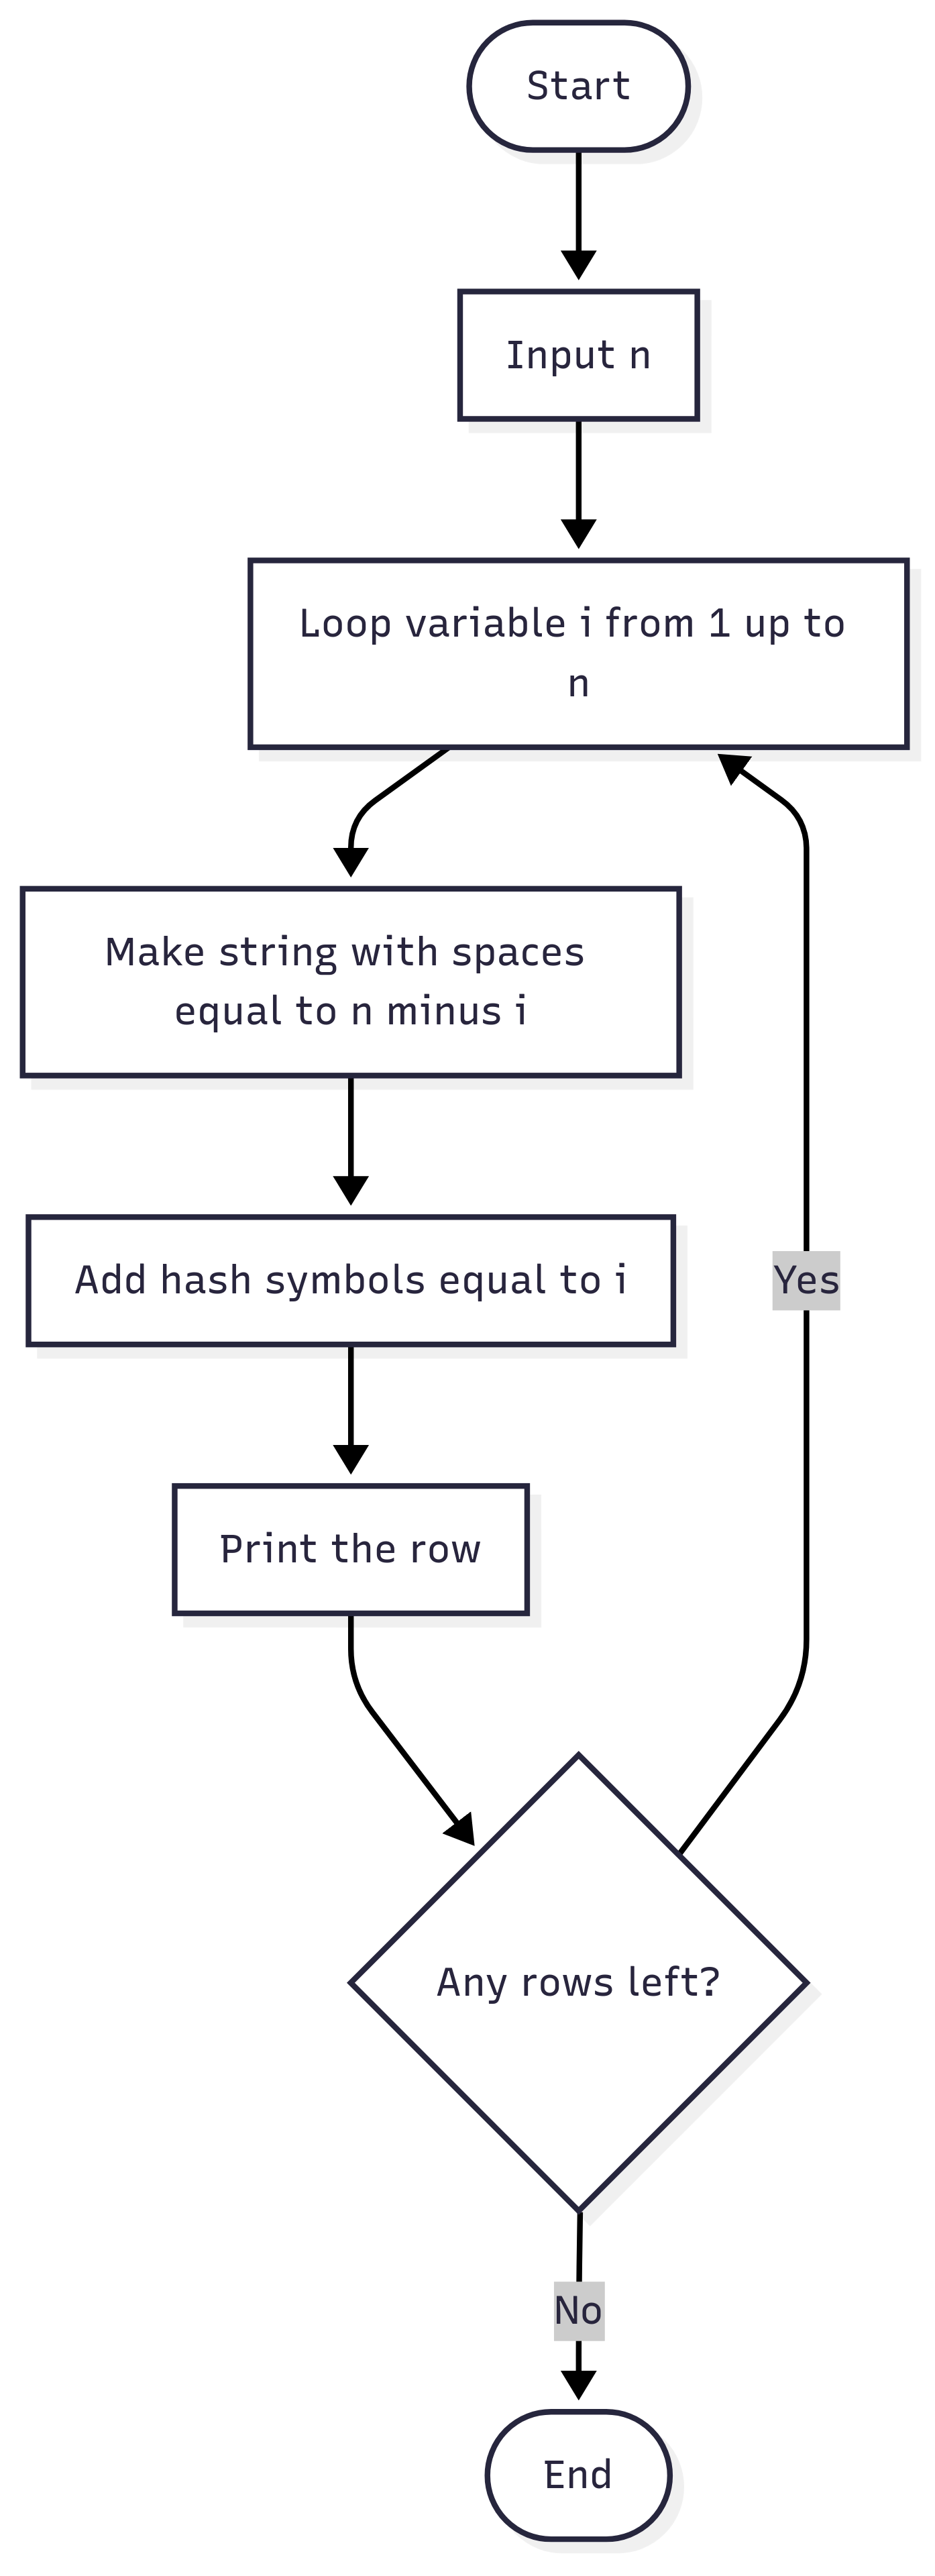 Start
Input n
Loop variable i from 1 up to
n
Make string with spaces
equal to n minus i
Add hash symbols equal to i
Yes
Print the row
Any rows left?
No
End